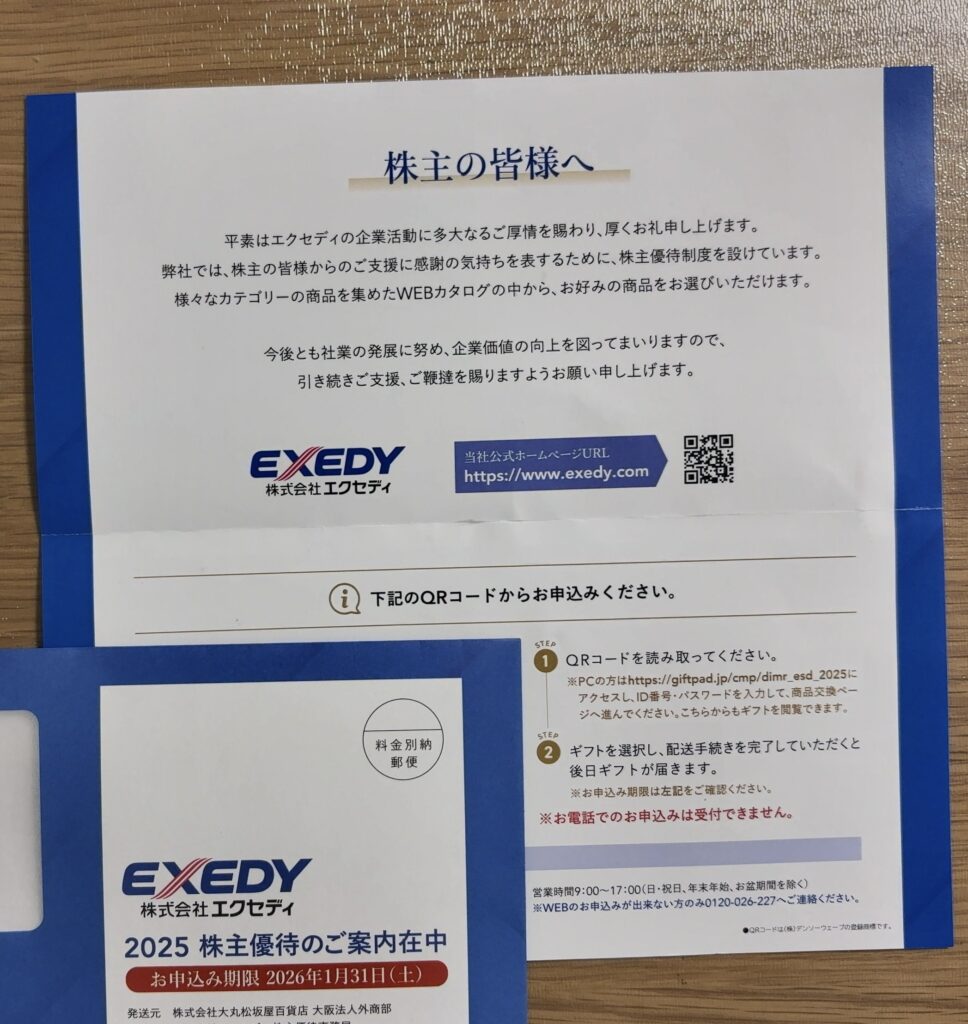 株主の皆様へ
平素はエクセディの企業活動に多大なるご厚情を賜わり、厚くお礼申し上げます。
弊社では、株主の皆様からのご支援に感謝の気持ちを表するために、株主優待制度を設けています。
様々なカテゴリーの商品を集めたWEBカタログの中から、お好みの商品をお選びいただけます。
今後とも社業の発展に努め、企業価値の向上を図ってまいりますので、
引き続きご支援、ご鞭撻を賜りますようお願い申し上げます。
EXEDY
株式会社エクセディ
当社公式ホームページURL
https://www.exedy.com
下記のQRコードからお申込みください。
STEP
1 QRコードを読み取ってください。
※PCの方はhttps://giftpad.jp/cmp/dimr_esd_2025に
アクセスし、ID番号・パスワードを入力して、商品交換ペー
ジへ進んでください。こちらからもギフトを閲覧できます。
STEP
2 ギフトを選択し、配送手続きを完了していただくと
後日ギフトが届きます。
※お申込み期限は左記をご確認ください。
※お電話でのお申込みは受付できません。
営業時間9:00～17:00(日・祝日、年末年始、お盆期間を除く)
※WEBのお申込みが出来ない方のみ0120-026-227へご連絡ください。
●QRコードは(株)デンソーウェーブの登録商標です。
料金別納
郵便
EXEDY
株式会社エクセディ
2025 株主優待のご案内在中
お申込み期限 2026年1月31日(土)
発送元 株式会社大丸松坂屋百貨店 大阪法人外商部